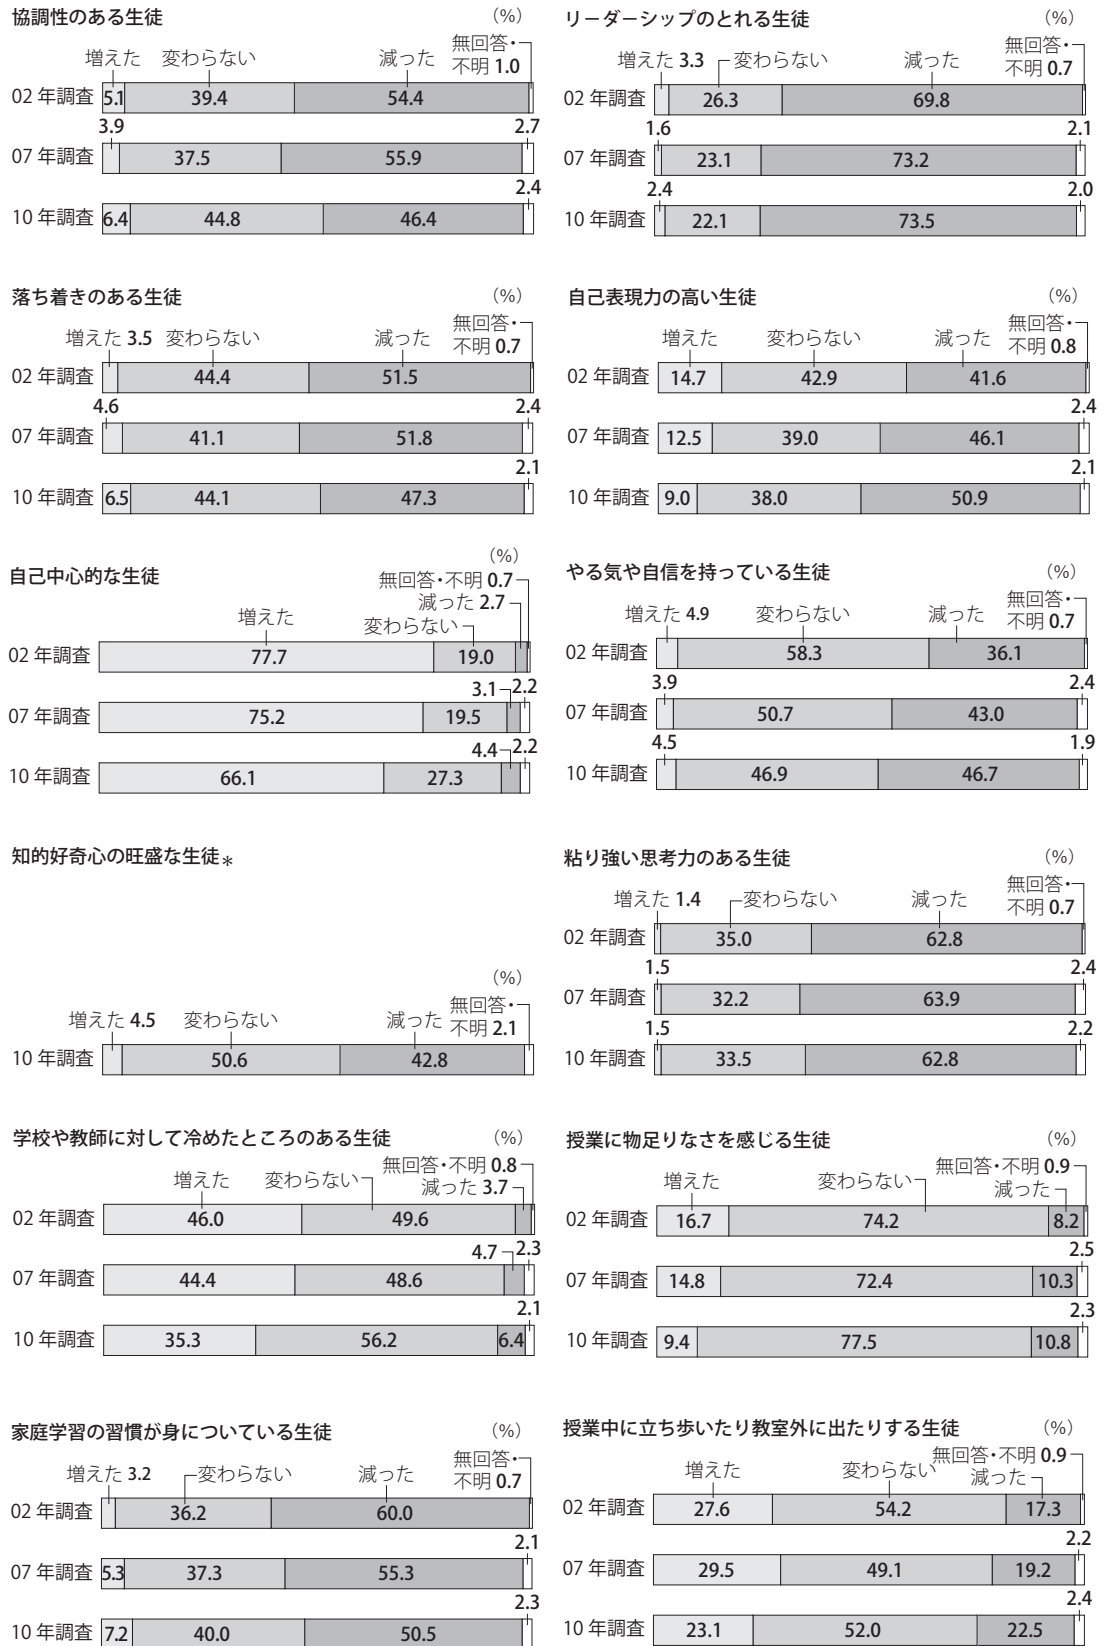 協調性のある生徒 (%)
無回答・
増えた 変わらない 減った 不明 1.0
02 年調査 5.1 39.4 54.4
3.9 2.7
07 年調査 37.5 55.9
2.4
10 年調査 6.4 44.8 46.4
リーダーシップのとれる生徒 (%)
無回答・
増えた 3.3 変わらない 減った 不明 0.7
02 年調査 26.3 69.8
1.6 2.1
07 年調査 23.1 73.2
2.4 2.0
10 年調査 22.1 73.5
落ち着きのある生徒 (%)
無回答・
増えた 3.5 変わらない 減った 不明 0.7
02 年調査 44.4 51.5
4.6 2.4
07 年調査 41.1 51.8
2.1
10 年調査 6.5 44.1 47.3
自己表現力の高い生徒 (%)
無回答・
増えた 変わらない 減った 不明 0.8
02 年調査 14.7 42.9 41.6
2.4
07 年調査 12.5 39.0 46.1
2.1
10 年調査 9.0 38.0 50.9
(%)
自己中心的な生徒 無回答・不明 0.7
減った 2.7
増えた 変わらない
02 年調査 77.7 19.0
3.1 2.2
07 年調査 75.2 19.5
4.4 2.2
10 年調査 66.1 27.3
やる気や自信を持っている生徒 (%)
無回答・
増えた 4.9 変わらない 減った 不明 0.7
02 年調査 58.3 36.1
3.9 2.4
07 年調査 50.7 43.0
4.5 1.9
10 年調査 46.9 46.7
知的好奇心の旺盛な生徒*
(%)
無回答・
増えた 4.5 変わらない 減った 不明 2.1
10 年調査 50.6 42.8
粘り強い思考力のある生徒 (%)
無回答・
増えた 1.4 変わらない 減った 不明 0.7
02 年調査 35.0 62.8
1.5 2.4
07 年調査 32.2 63.9
1.5 2.2
10 年調査 33.5 62.8
学校や教師に対して冷めたところのある生徒 (%)
無回答・不明 0.8
増えた 変わらない 減った 3.7
02 年調査 46.0 49.6
4.7 2.3
07 年調査 44.4 48.6
2.1
10 年調査 35.3 56.2 6.4
授業に物足りなさを感じる生徒 (%)
無回答・不明 0.9
増えた 変わらない 減った
02 年調査 16.7 74.2 8.2
2.5
07 年調査 14.8 72.4 10.3
2.3
10 年調査 9.4 77.5 10.8
家庭学習の習慣が身についている生徒 (%)
無回答・
増えた 3.2 変わらない 減った 不明 0.7
02 年調査 36.2 60.0
2.1
07 年調査 5.3 37.3 55.3
2.3
10 年調査 7.2 40.0 50.5
授業中に立ち歩いたり教室外に出たりする生徒 (%)
無回答・不明 0.9
増えた 変わらない 減った
02 年調査 27.6 54.2 17.3
2.2
07 年調査 29.5 49.1 19.2
2.4
10 年調査 23.1 52.0 22.5